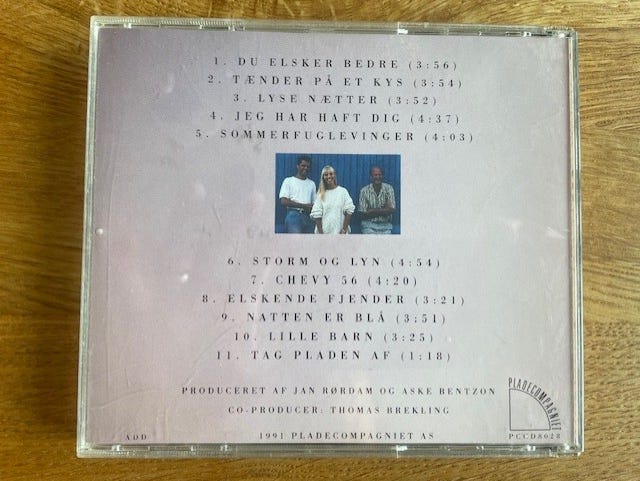 1. DU ELSKER BEDRE (3:56)
2. TÆNDER PÅ ET KYS (3:54)
3. LYSE NÆTTER (3:52)
4. JEG HAR HAFT DIG (4:37)
5. SOMMERFUGLEVINGER (4:03)
6. STORM OG LYN (4:54)
7. CHEVY 56 (4:20)
8. ELSKENDE FJENDER (3:21)
9. NATTEN ER BLÅ (3:51)
10. LILLE BARN (3:25)
11. TAG PLADEN AF (1:18)
PRODUCERET AF JAN RØRDAM OG ASKE BENTZON
CO-PRODUCER: THOMAS BREKLING
PLADECOMPAGNIET
ADD
1991 PLADECOMPAGNIET AS
PCCD8028